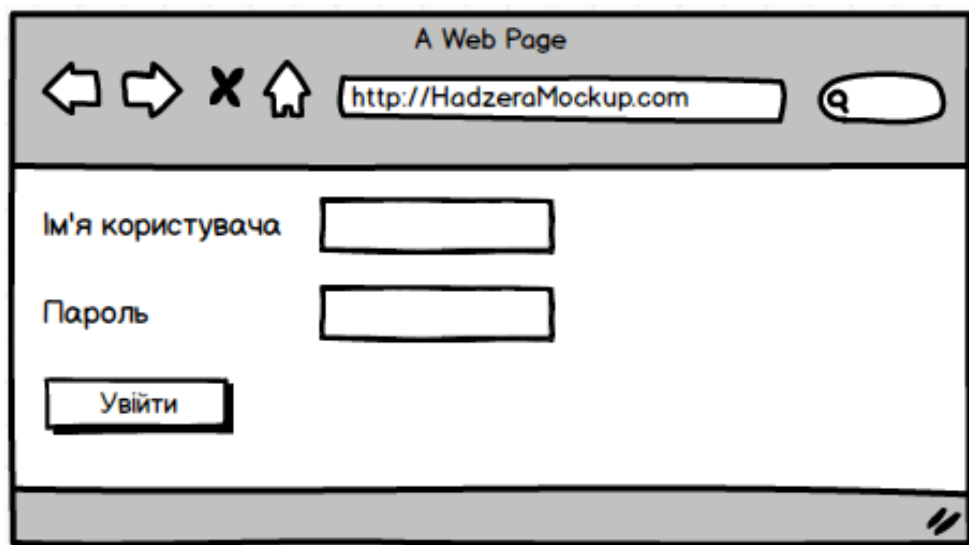 A Web Page
http://HadzeraMockup.com
Ім'я користувача
Пароль
Увійти